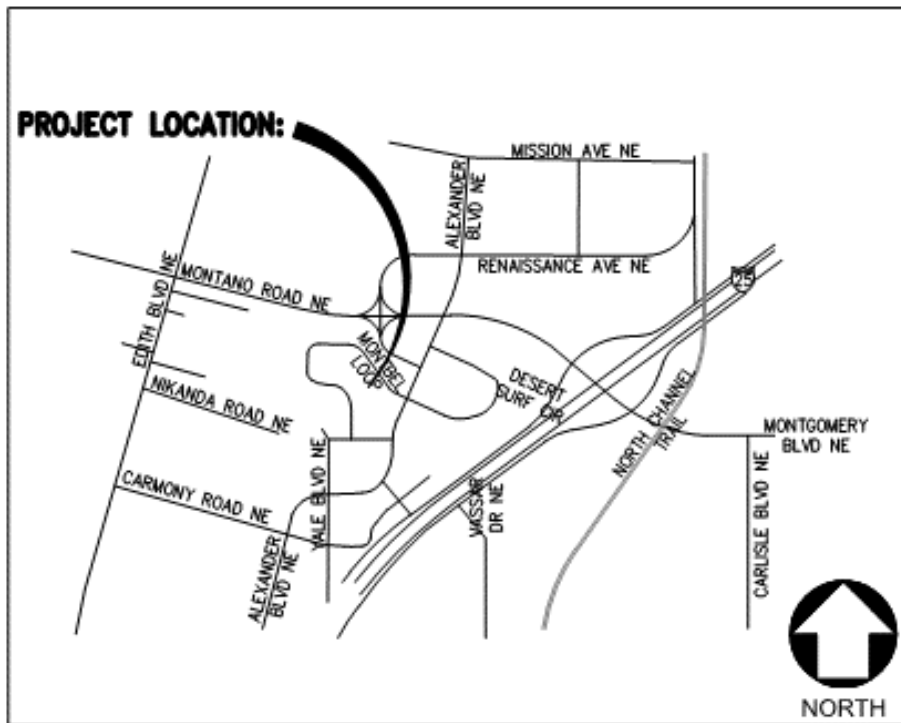 PROJECT LOCATION:
MISSION AVE NE
ALEXANDER
BLVD NE
RENAISSANCE AVE NE
25
MONTANO ROAD NE
EDITH BLVD NE
MONTBEL
LOOP
DESERT
SURF CIR
NIKANDA ROAD NE
NORTH CHANNEL
TRAIL
MONTGOMERY
BLVD NE
CARMONY ROAD NE
YALE BLVD NE
VASSAR
DR NE
CARLISLE BLVD NE
ALEXANDER
BLVD NE
NORTH